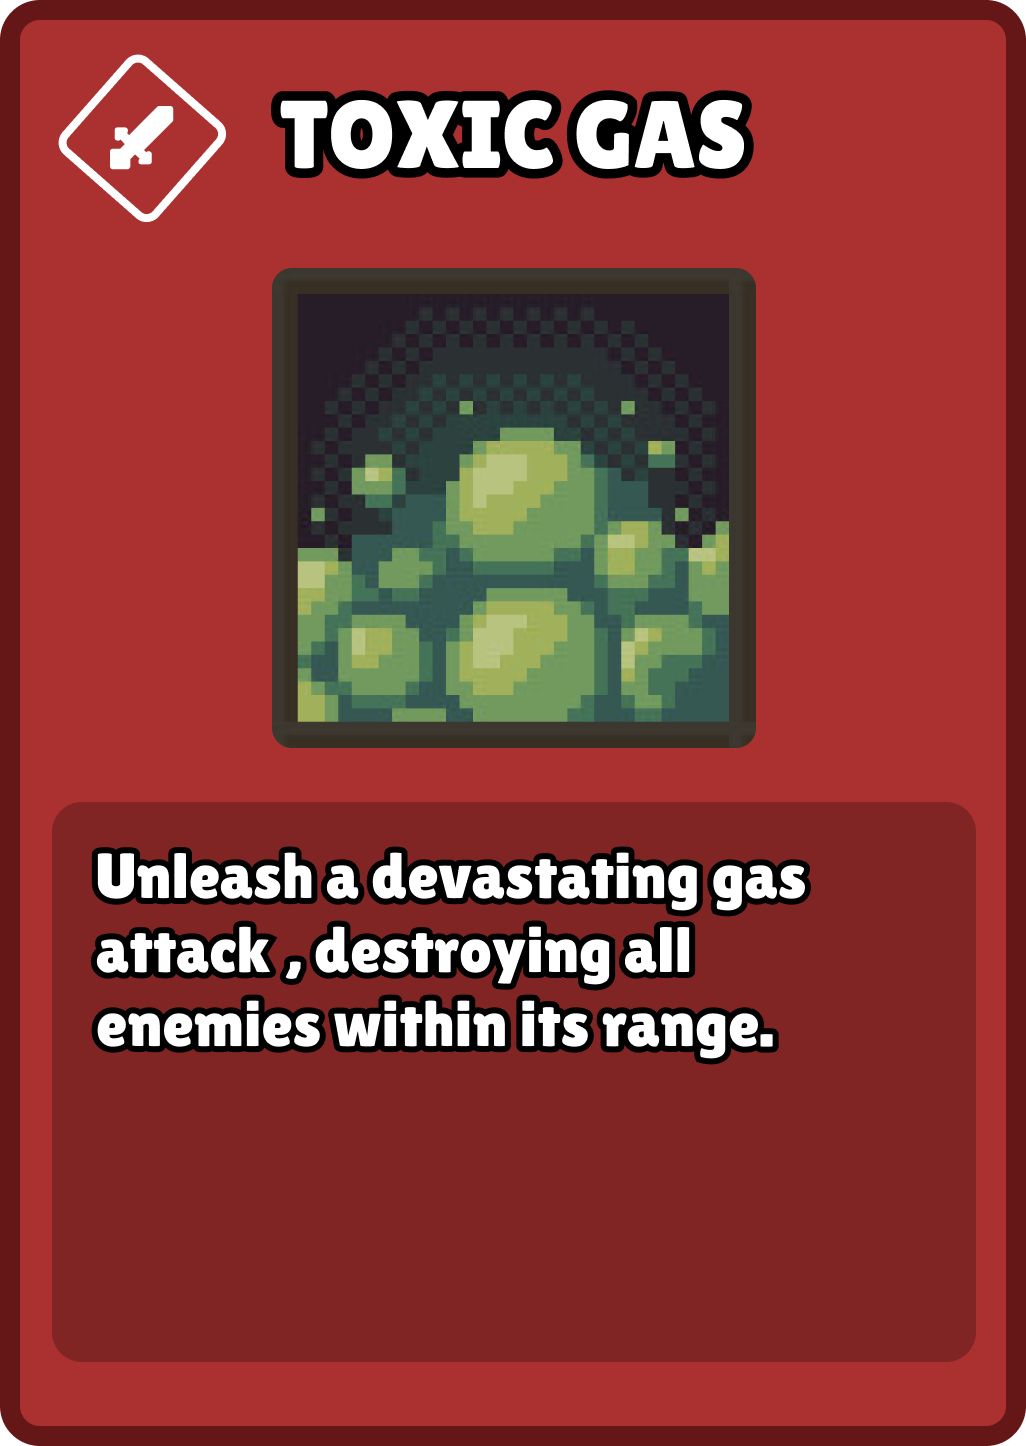 TOXIC GAS
Unleash a devastating gas
attack , destroying all
enemies within its range.